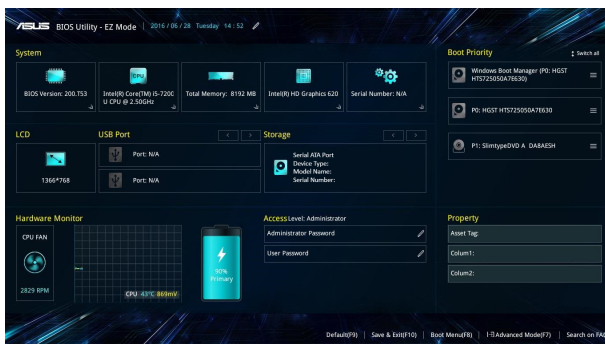 ASUS BIOS Utility - EZ Mode 2016 / 06 / 28 Tuesday 14 : 52
System
BIOS Version: 200.T53
Intel(R) Core(TM) i5-7200
U CPU @ 2.50GHz
CPU
Total Memory: 8192 MB
Intel(R) HD Graphics 620
Serial Number: N/A
Boot Priority
Switch all
Windows Boot Manager (P0: HGST
HTS725050A7E630)
P0: HGST HTS725050A7E630
P1: SlimtypeDVD A DA8AESH
LCD
1366*768
USB Port
Port: N/A
Port: N/A
Storage
Serial ATA Port
Device Type:
Model Name:
Serial Number:
Hardware Monitor
CPU FAN
2829 RPM
CPU 43°C 869mV
90%
Primary
Access Level: Administrator
Administrator Password
User Password
Property
Asset Tag:
Colum1:
Colum2:
Default(F9) Save & Exit(F10) Boot Menu(F8) Advanced Mode(F7) Search on FAQ